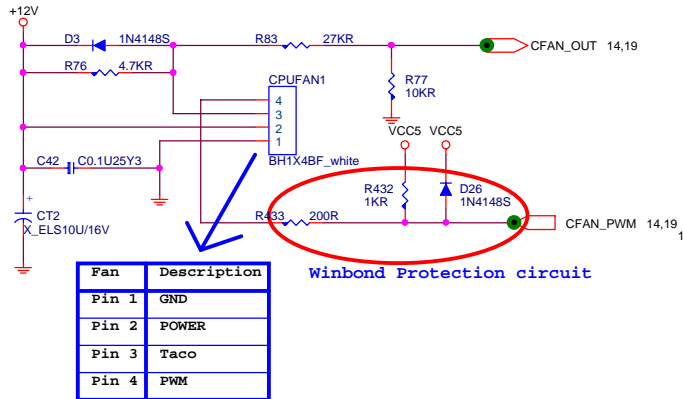 +12V
D3 1N4148S
R83 27KR
CFAN_OUT 14,19
R76 4.7KR
CPUFAN1
R77
10KR
4
3
2
1
BH1X4BF_white
VCC5 VCC5
C42 C0.1U25Y3
R432
1KR
D26
1N4148S
+
CT2
X_ELS10U/16V
R433 200R
CFAN_PWM 14,19
1
Winbond Protection circuit
Fan Description
Pin 1 GND
Pin 2 POWER
Pin 3 Taco
Pin 4 PWM